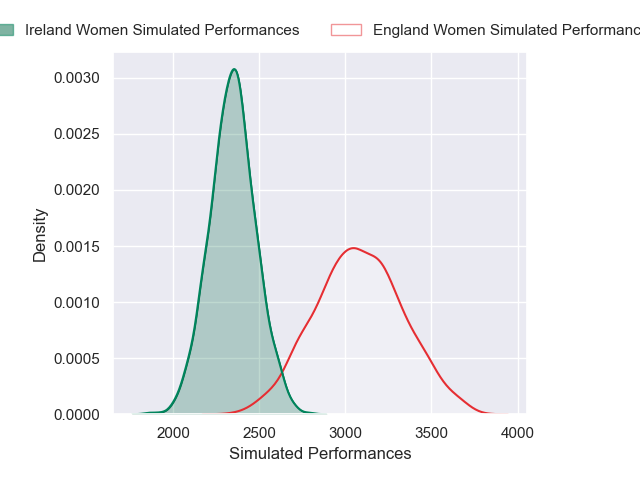 Ireland Women Simulated Performances
England Women Simulated Performanc
0.0030
0.0025
0.0020
0.0015
0.0010
0.0005
0.0000
Density
2000 2500 3000 3500 4000
Simulated Performances